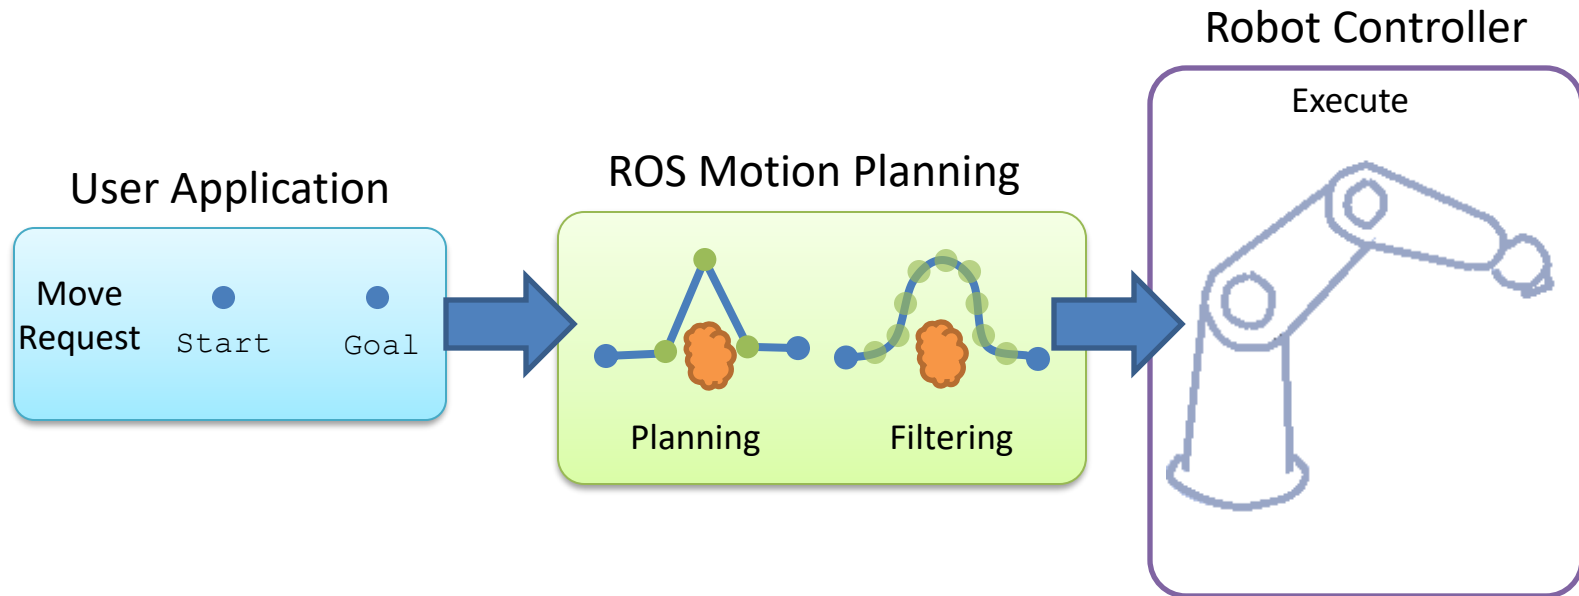 User Application
Move
Request
Start
Goal
ROS Motion Planning
Planning
Filtering
Robot Controller
Execute